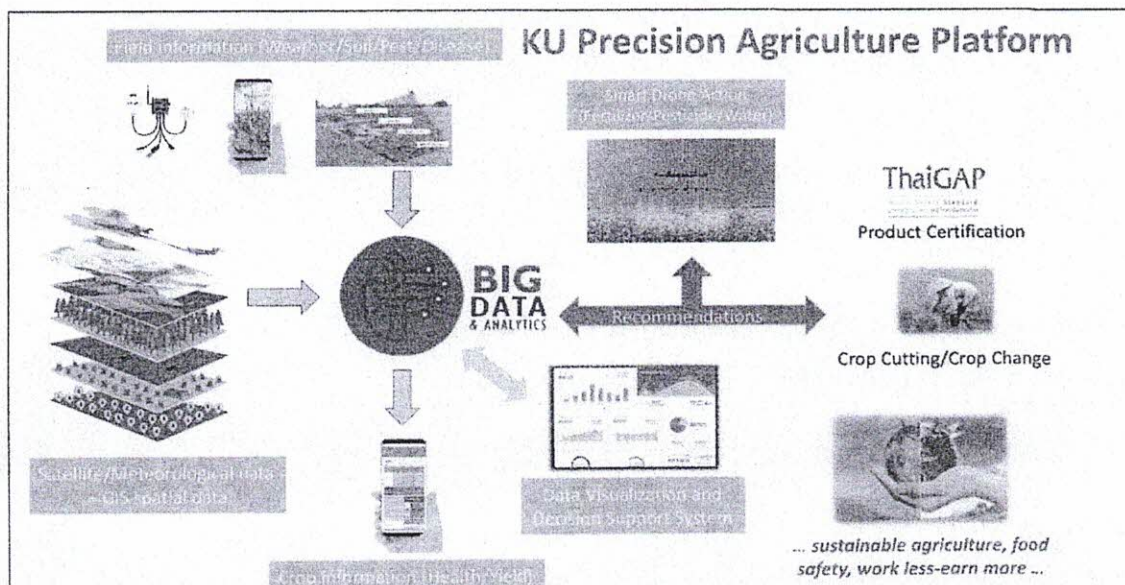 Field Information (Weather/Soil/Pest/Disease)
KU Precision Agriculture Platform
Smart Drone Action
(Fertilizer/Pesticide/Water)
ThaiGAP
Product Certification
BIG
DATA
& ANALYTICS
Recommendations
Crop Cutting/Crop Change
Satellite/Meteorological data
GIS spatial data
Data Visualization and
Decision Support System
Crop Information (Health/Yield)
... sustainable agriculture, food
safety, work less-earn more ...